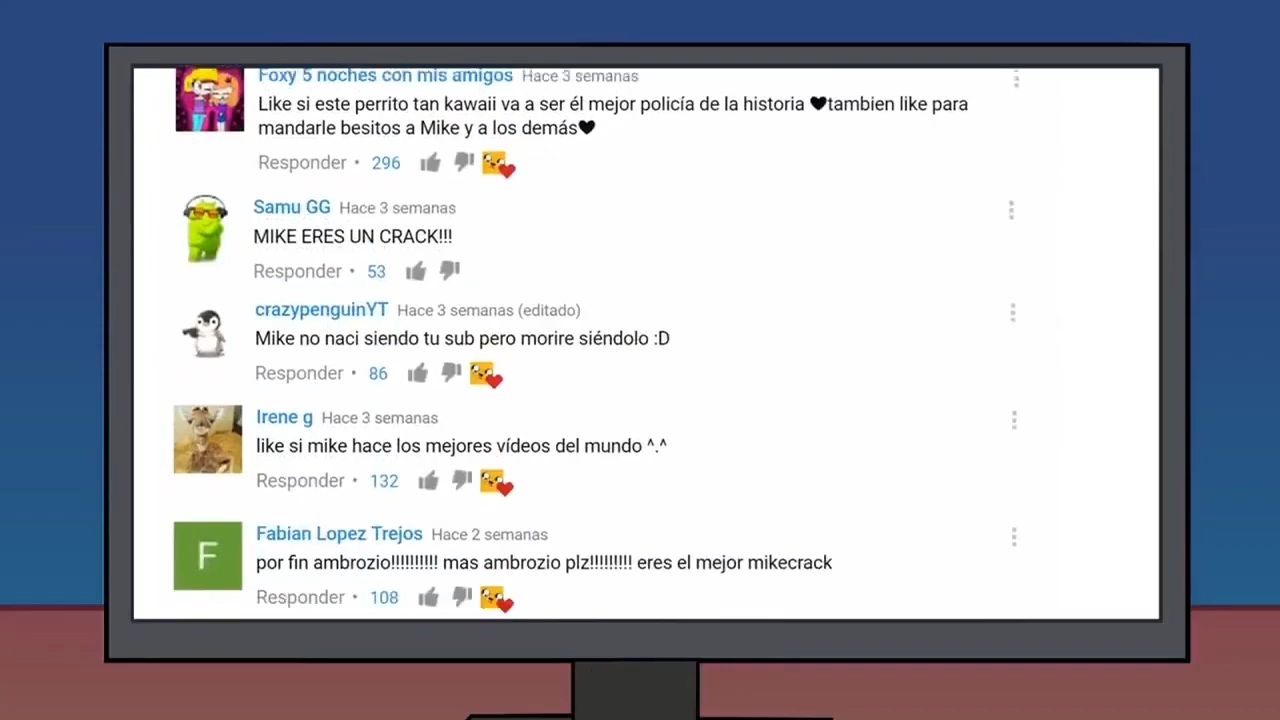 Foxy 5 noches con mis amigos Hace 3 semanas
Like si este perrito tan kawaii va a ser él mejor policía de la historia 🖤tambien like para
mandarle besitos a Mike y a los demás🖤
Responder • 296
Samu GG Hace 3 semanas
MIKE ERES UN CRACK!!!
Responder • 53
crazypenguinYT Hace 3 semanas (editado)
Mike no naci siendo tu sub pero morire siéndolo :D
Responder • 86
Irene g Hace 3 semanas
like si mike hace los mejores vídeos del mundo ^.^
Responder • 132
F
Fabian Lopez Trejos Hace 2 semanas
por fin ambrozio!!!!!!!!!! mas ambrozio plz!!!!!!!!! eres el mejor mikecrack
Responder • 108